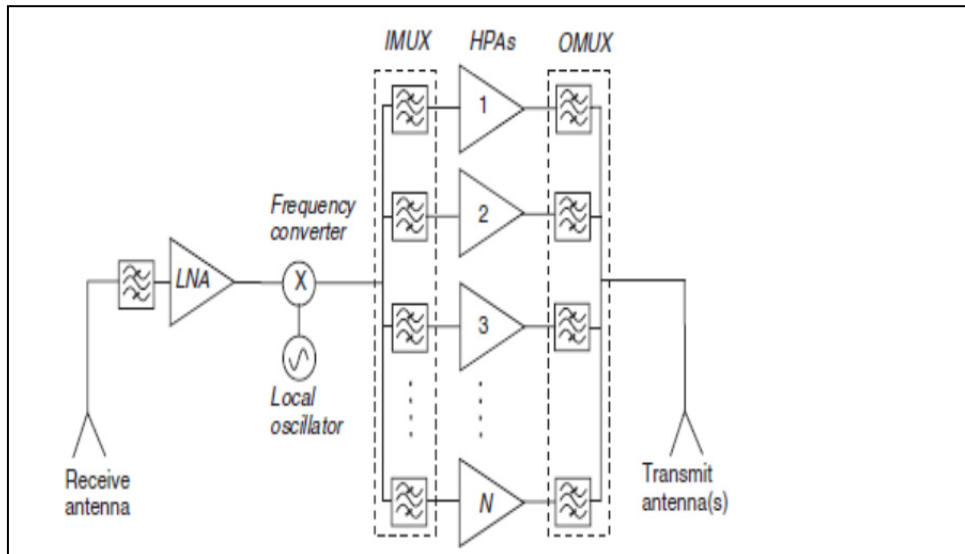 IMUX HPAs OMUX
1
2
Frequency
converter
LNA
X
3
Local
oscillator
Receive
antenna
N
Transmit
antenna(s)